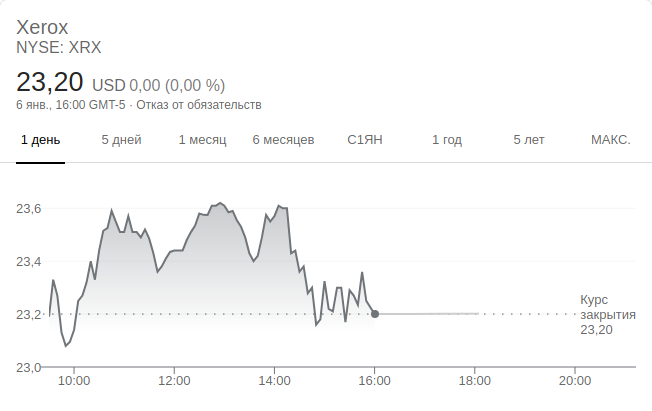 Xerox
NYSE: XRX
23,20 USD 0,00 (0,00 %)
6 янв., 16:00 GMT-5 · Отказ от обязательств
1 день 5 дней 1 месяц 6 месяцев С1ЯН 1 год 5 лет МАКС.
23,6
23,4
23,2
23,0
Курс
закрытия
23,20
10:00 12:00 14:00 16:00 18:00 20:00